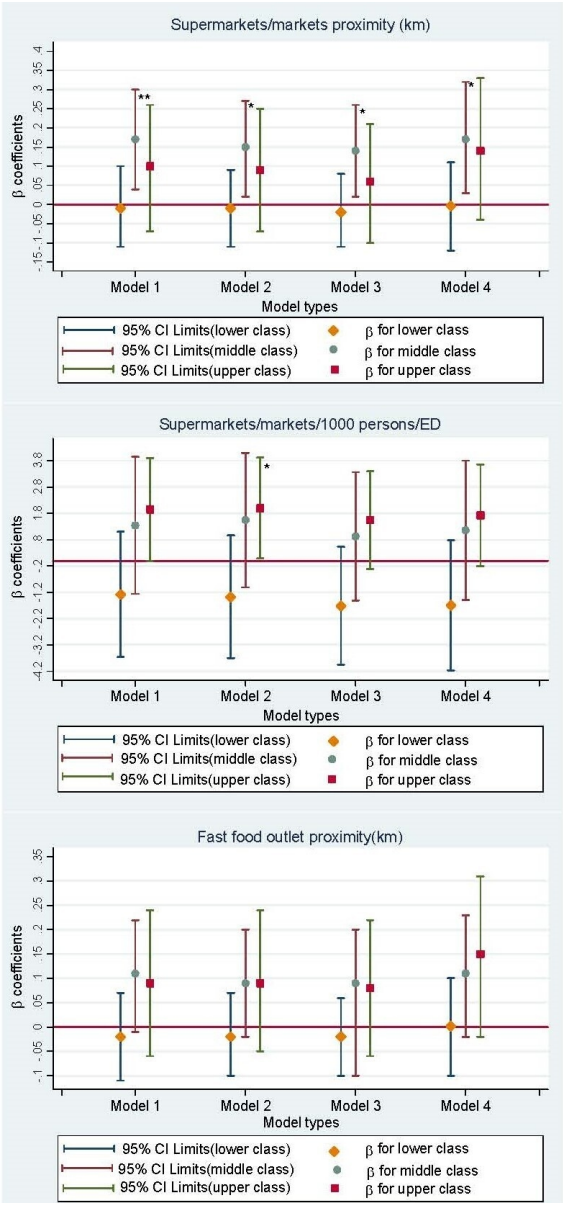 Supermarkets/markets proximity (km)
β coefficients
-.15 -.1 -.05 0 .05 .1 .15 .2 .25 .3 .35 .4
** * * *
Model 1 Model 2 Model 3 Model 4
Model types
95% CI Limits(lower class) β for lower class
95% CI Limits(middle class) β for middle class
95% CI Limits(upper class) β for upper class
Supermarkets/markets/1000 persons/ED
β coefficients
-4.2 -3.2 -2.2 -1.2 -.2 .8 1.8 2.8 3.8
*
Model 1 Model 2 Model 3 Model 4
Model types
95% CI Limits(lower class) β for lower class
95% CI Limits(middle class) β for middle class
95% CI Limits(upper class) β for upper class
Fast food outlet proximity(km)
β coefficients
-.1 -.05 0 .05 .1 .15 .2 .25 .3 .35
Model 1 Model 2 Model 3 Model 4
Model types
95% CI Limits(lower class) β for lower class
95% CI Limits(middle class) β for middle class
95% CI Limits(upper class) β for upper class